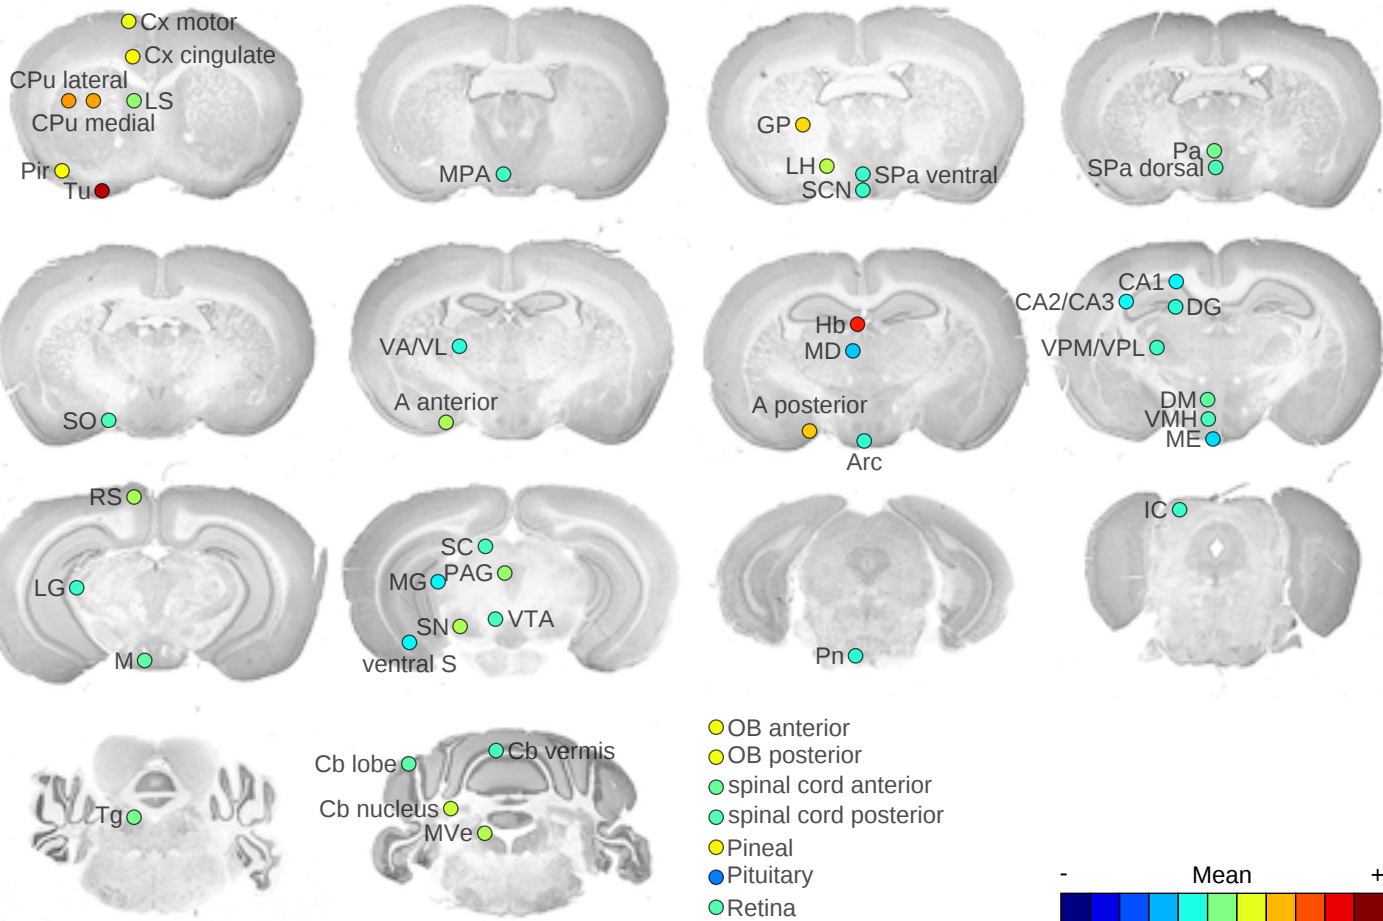 Cx motor
Cx cingulate
CPu lateral
LS
CPu medial
Pir
Tu
MPA
GP
LH
SPa ventral
SCN
Pa
SPa dorsal
SO
VA/VL
A anterior
Hb
MD
A posterior
Arc
CA1
CA2/CA3
DG
VPM/VPL
DM
VMH
ME
RS
LG
M
SC
MG
PAG
SN
VTA
ventral S
Pn
IC
Tg
Cb lobe
Cb vermis
Cb nucleus
MVe
OB anterior
OB posterior
spinal cord anterior
spinal cord posterior
Pineal
Pituitary
Retina
- Mean +